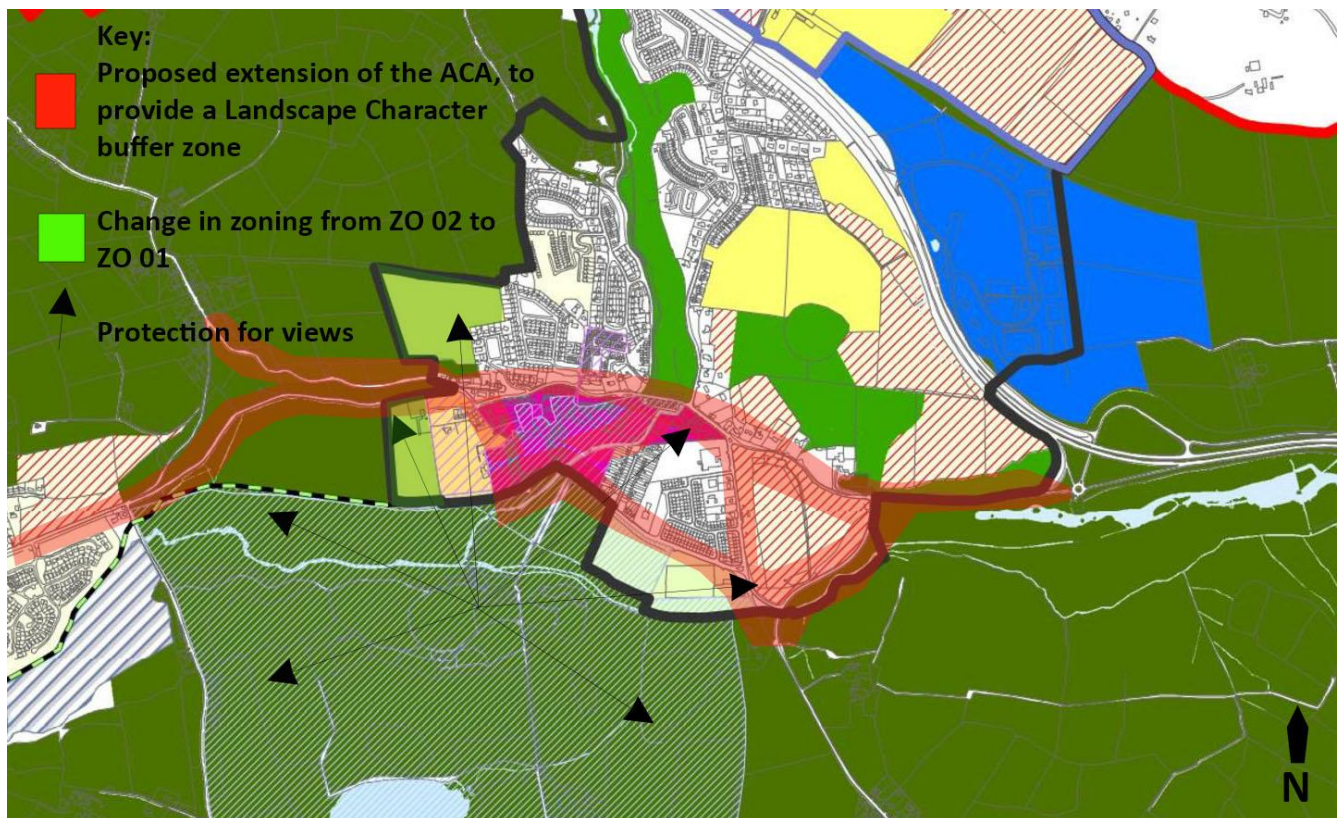 Key:
Proposed extension of the ACA, to
provide a Landscape Character
buffer zone
Change in zoning from ZO 02 to
ZO 01
Protection for views
N